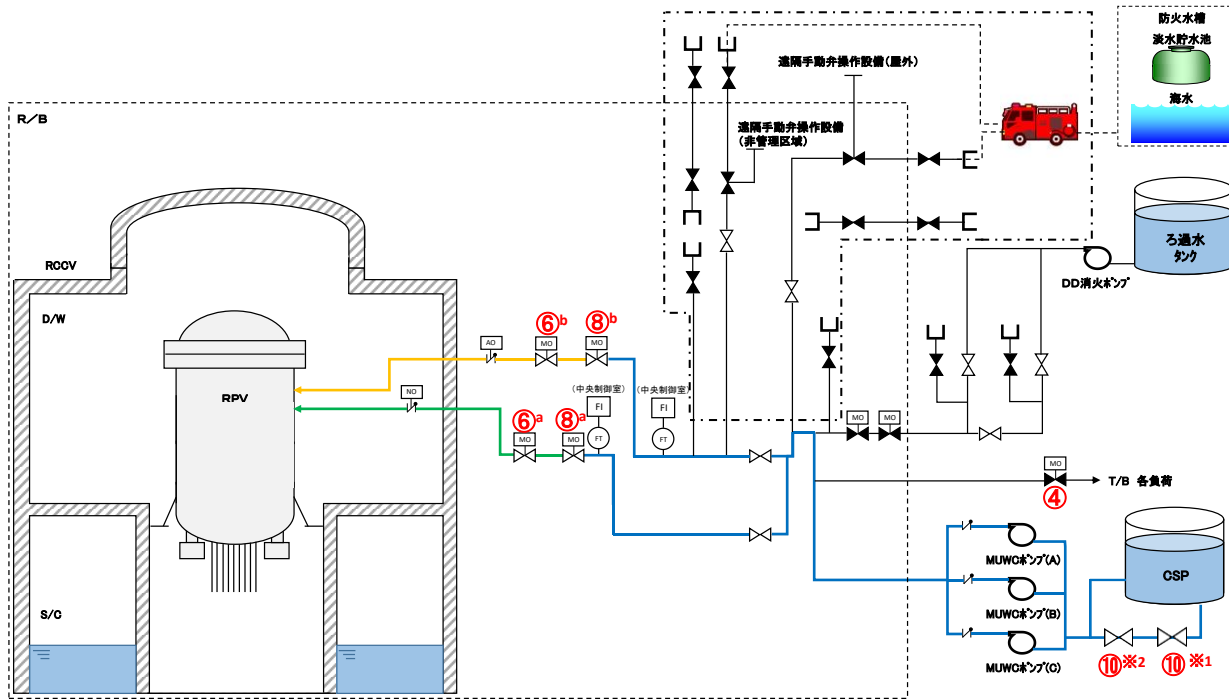 防火水槽
淡水貯水池
海水
遠隔手動弁操作設備(屋外)
遠隔手動弁操作設備
(非管理区域)
R/B
ろ過水
タンク
DD消火ポンプ
RCCV
D/W
⑥b
⑧b
AO
MO
MO
RPV
NO
(中央制御室)
(中央制御室)
FI
FI
⑥a
⑧a
MO
MO
FT
FT
MO
MO
MO
T/B 各負荷
④
MUWCポンプ(A)
CSP
MUWCポンプ(B)
S/C
MUWCポンプ(C)
⑩※2
⑩※1